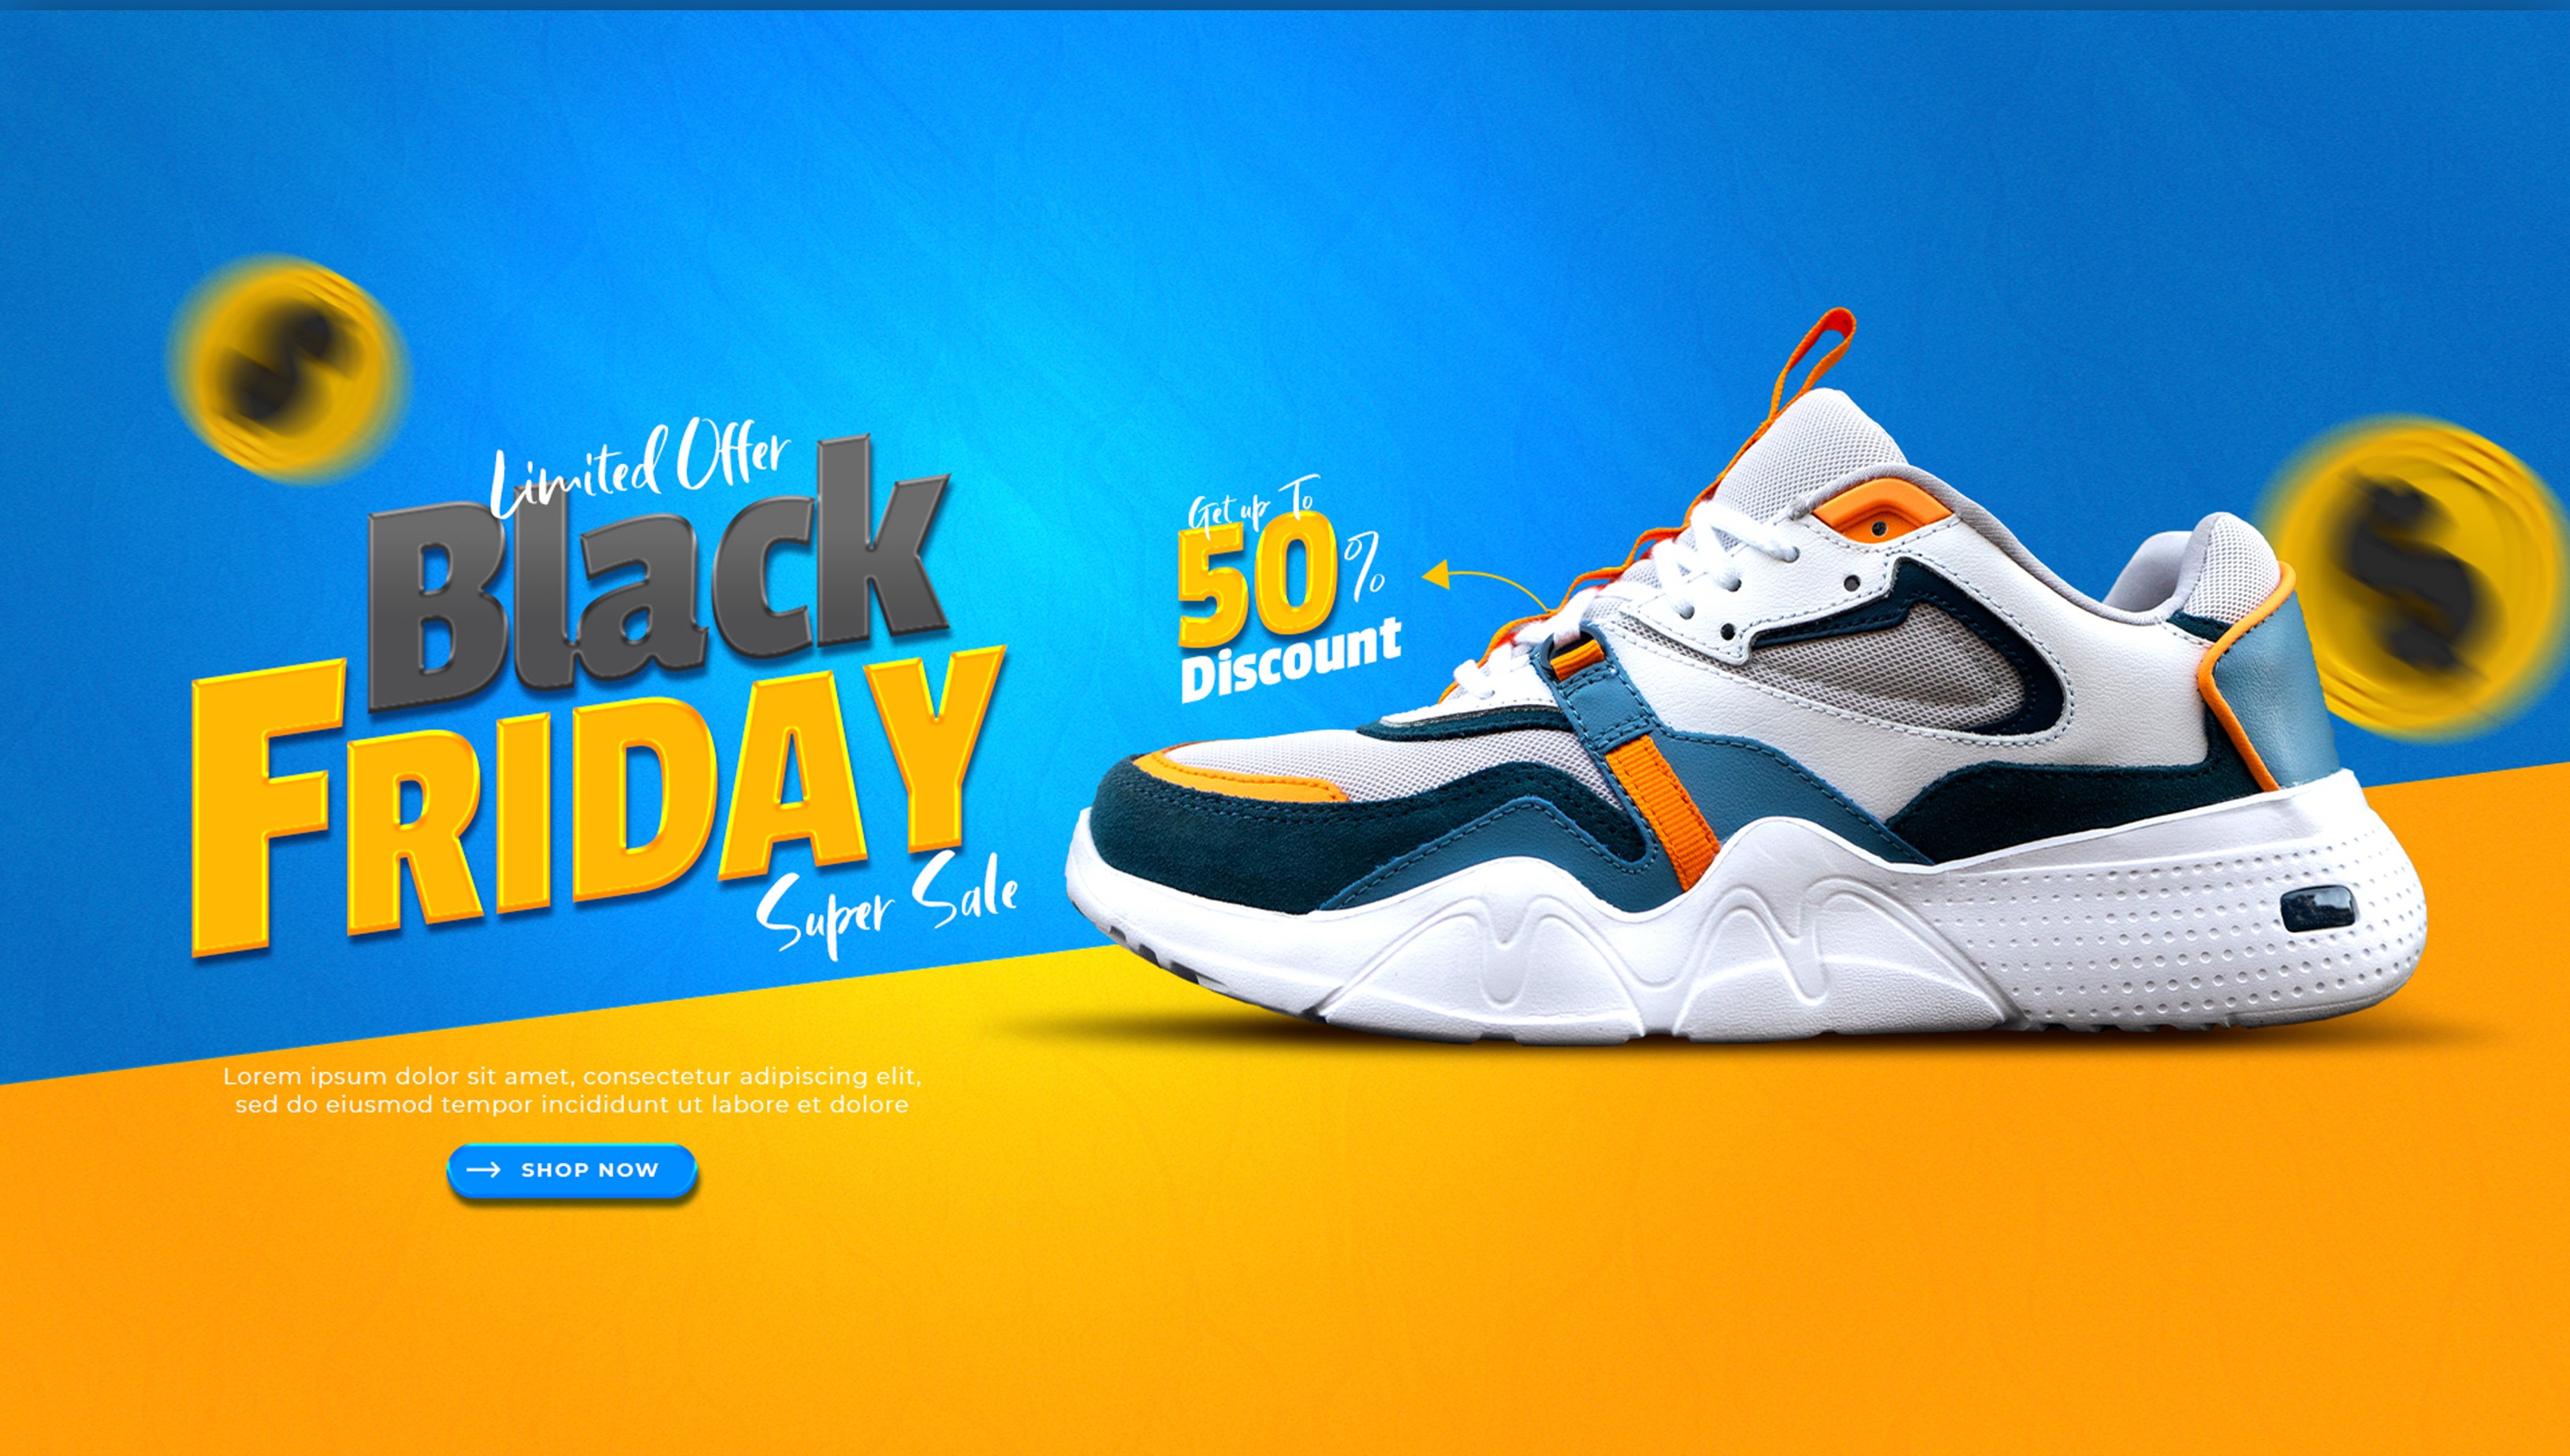 Limited Offer
Black
FRIDAY
Super Sale
Get up To
50%
Discount
Lorem ipsum dolor sit amet, consectetur adipiscing elit,
sed do eiusmod tempor incididunt ut labore et dolore
SHOP NOW
$
$